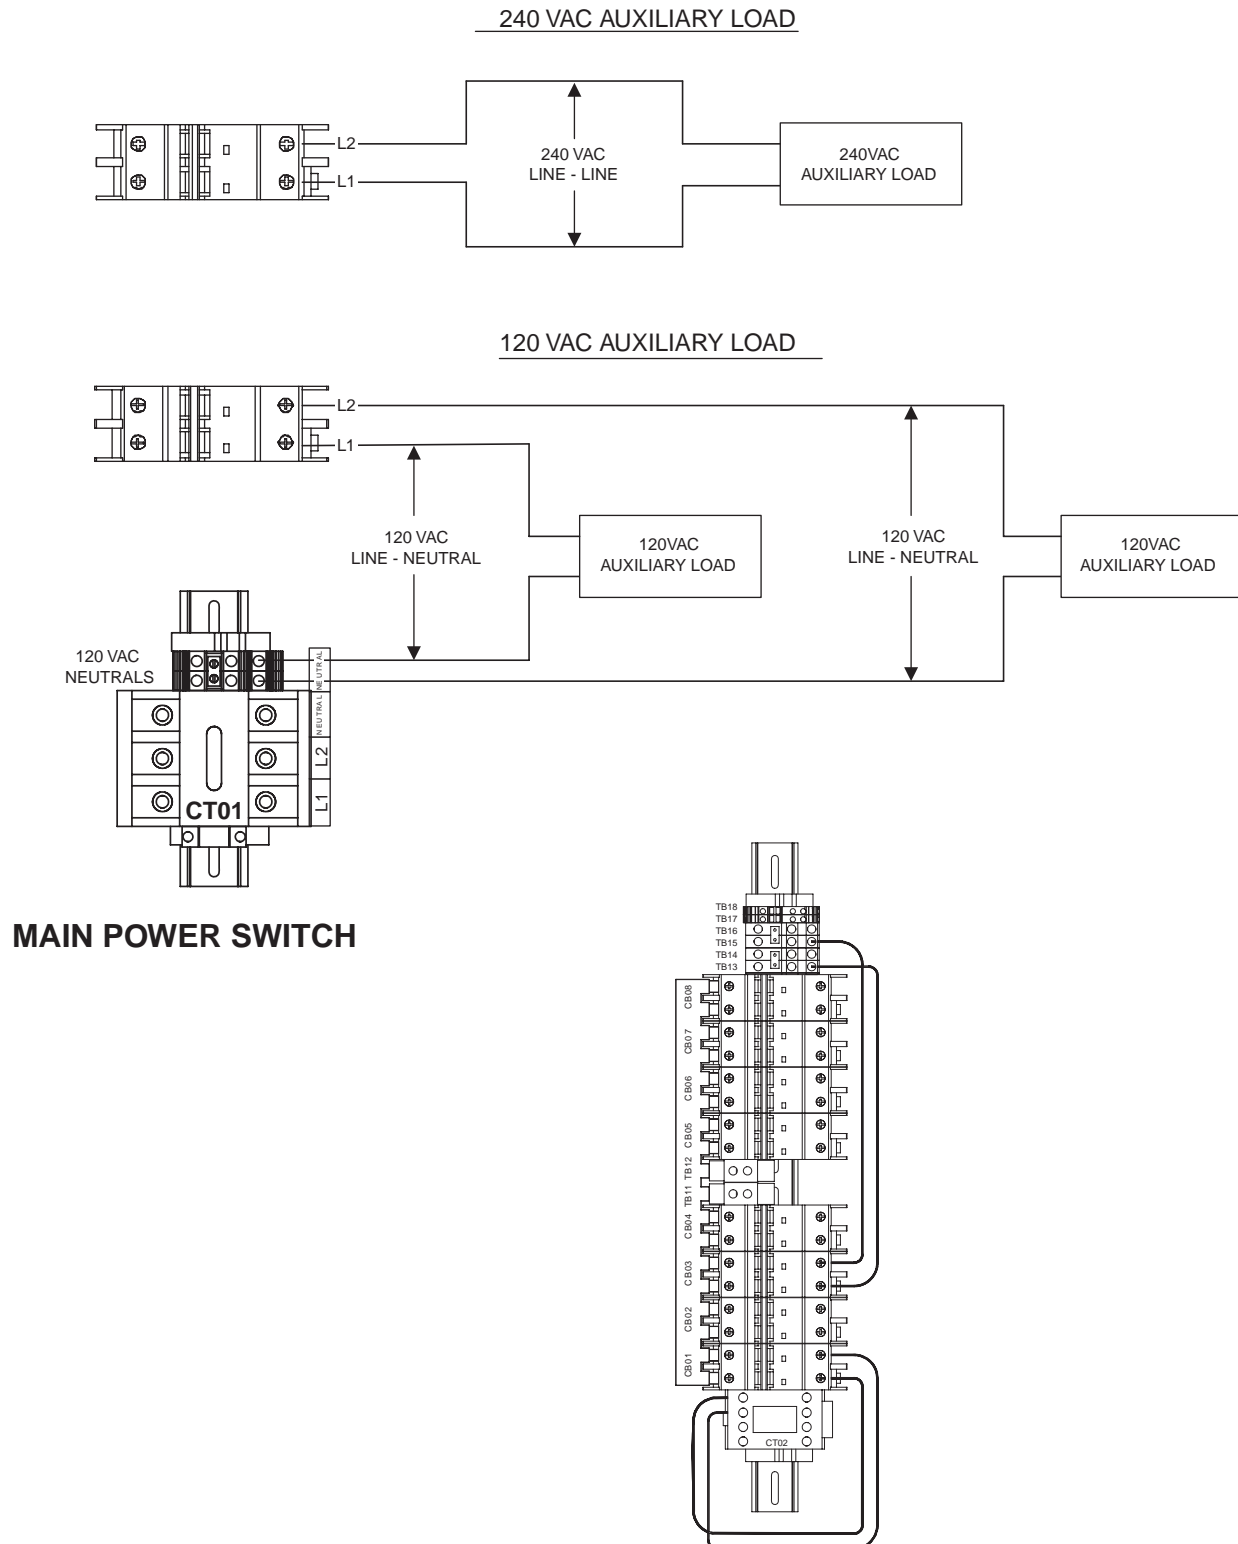 240 VAC AUXILIARY LOAD
L2
L1
240 VAC
LINE - LINE
240VAC
AUXILIARY LOAD
120 VAC AUXILIARY LOAD
L2
L1
120 VAC
LINE - NEUTRAL
120VAC
AUXILIARY LOAD
120 VAC
LINE - NEUTRAL
120VAC
AUXILIARY LOAD
120 VAC
NEUTRALS
NEUTRAL
NEUTRAL
L2
L1
CT01
MAIN POWER SWITCH
TB18
TB17
TB16
TB15
TB14
TB13
CB08
CB07
CB06
CB05
TB12
TB11
CB04
CB03
CB02
CB01
CT02